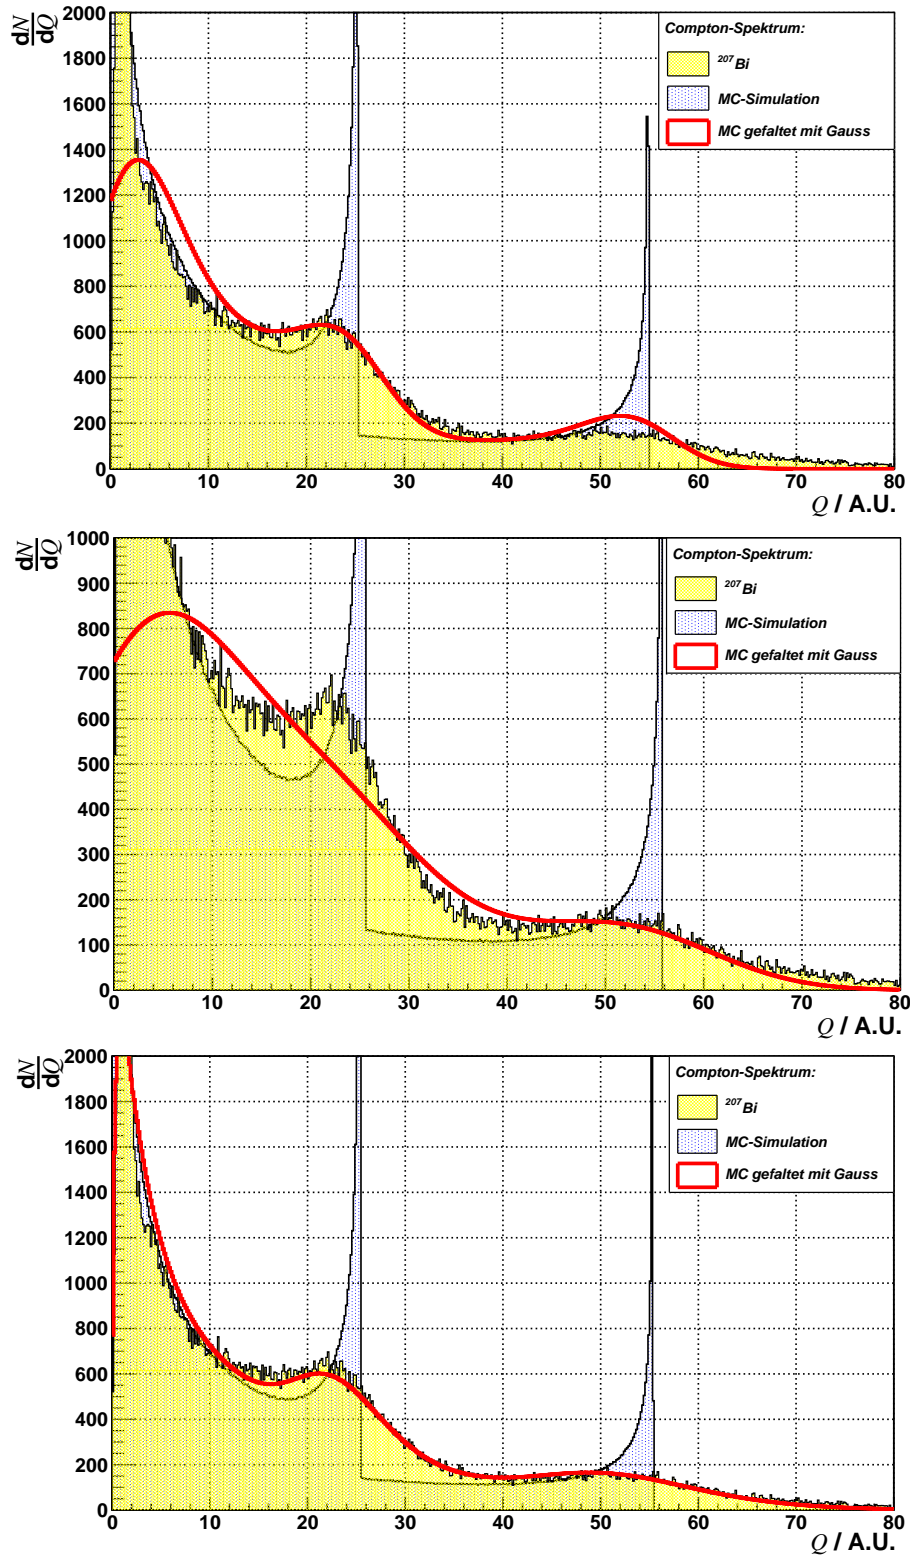 dN
dQ
2000
1800
1600
1400
1200
1000
800
600
400
200
0
0 10 20 30 40 50 60 70 80
Q / A.U.
Compton-Spektrum:
²⁰⁷Bi
MC-Simulation
MC gefaltet mit Gauss
dN
dQ
1000
900
800
700
600
500
400
300
200
100
0
0 10 20 30 40 50 60 70 80
Q / A.U.
Compton-Spektrum:
²⁰⁷Bi
MC-Simulation
MC gefaltet mit Gauss
dN
dQ
2000
1800
1600
1400
1200
1000
800
600
400
200
0
0 10 20 30 40 50 60 70 80
Q / A.U.
Compton-Spektrum:
²⁰⁷Bi
MC-Simulation
MC gefaltet mit Gauss